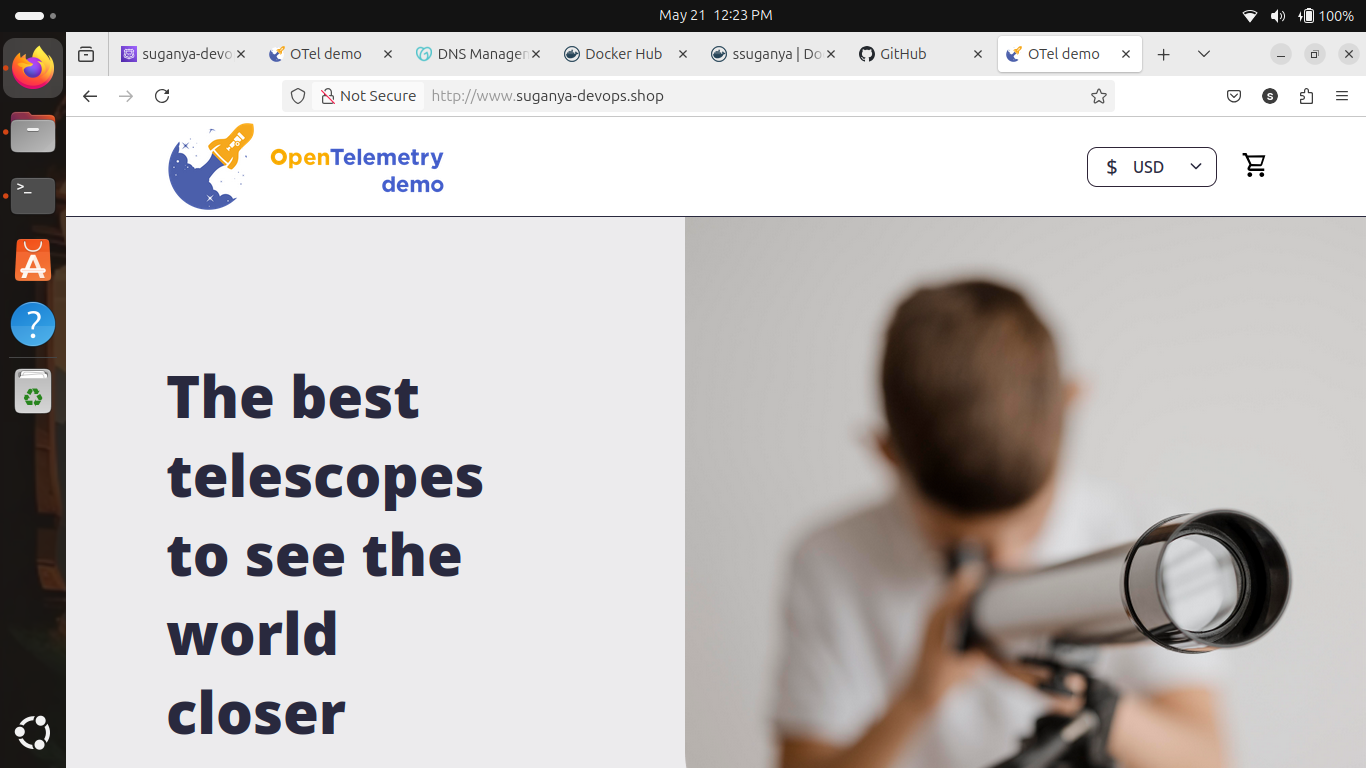 May 21 12:23 PM
100%
suganya-devo
OTel demo
DNS Manager
Docker Hub
ssuganya | Do
GitHub
OTel demo
Not Secure
http://www.suganya-devops.shop
S
OpenTelemetry
demo
$ USD
>_
A
?
The best
telescopes
to see the
world
closer